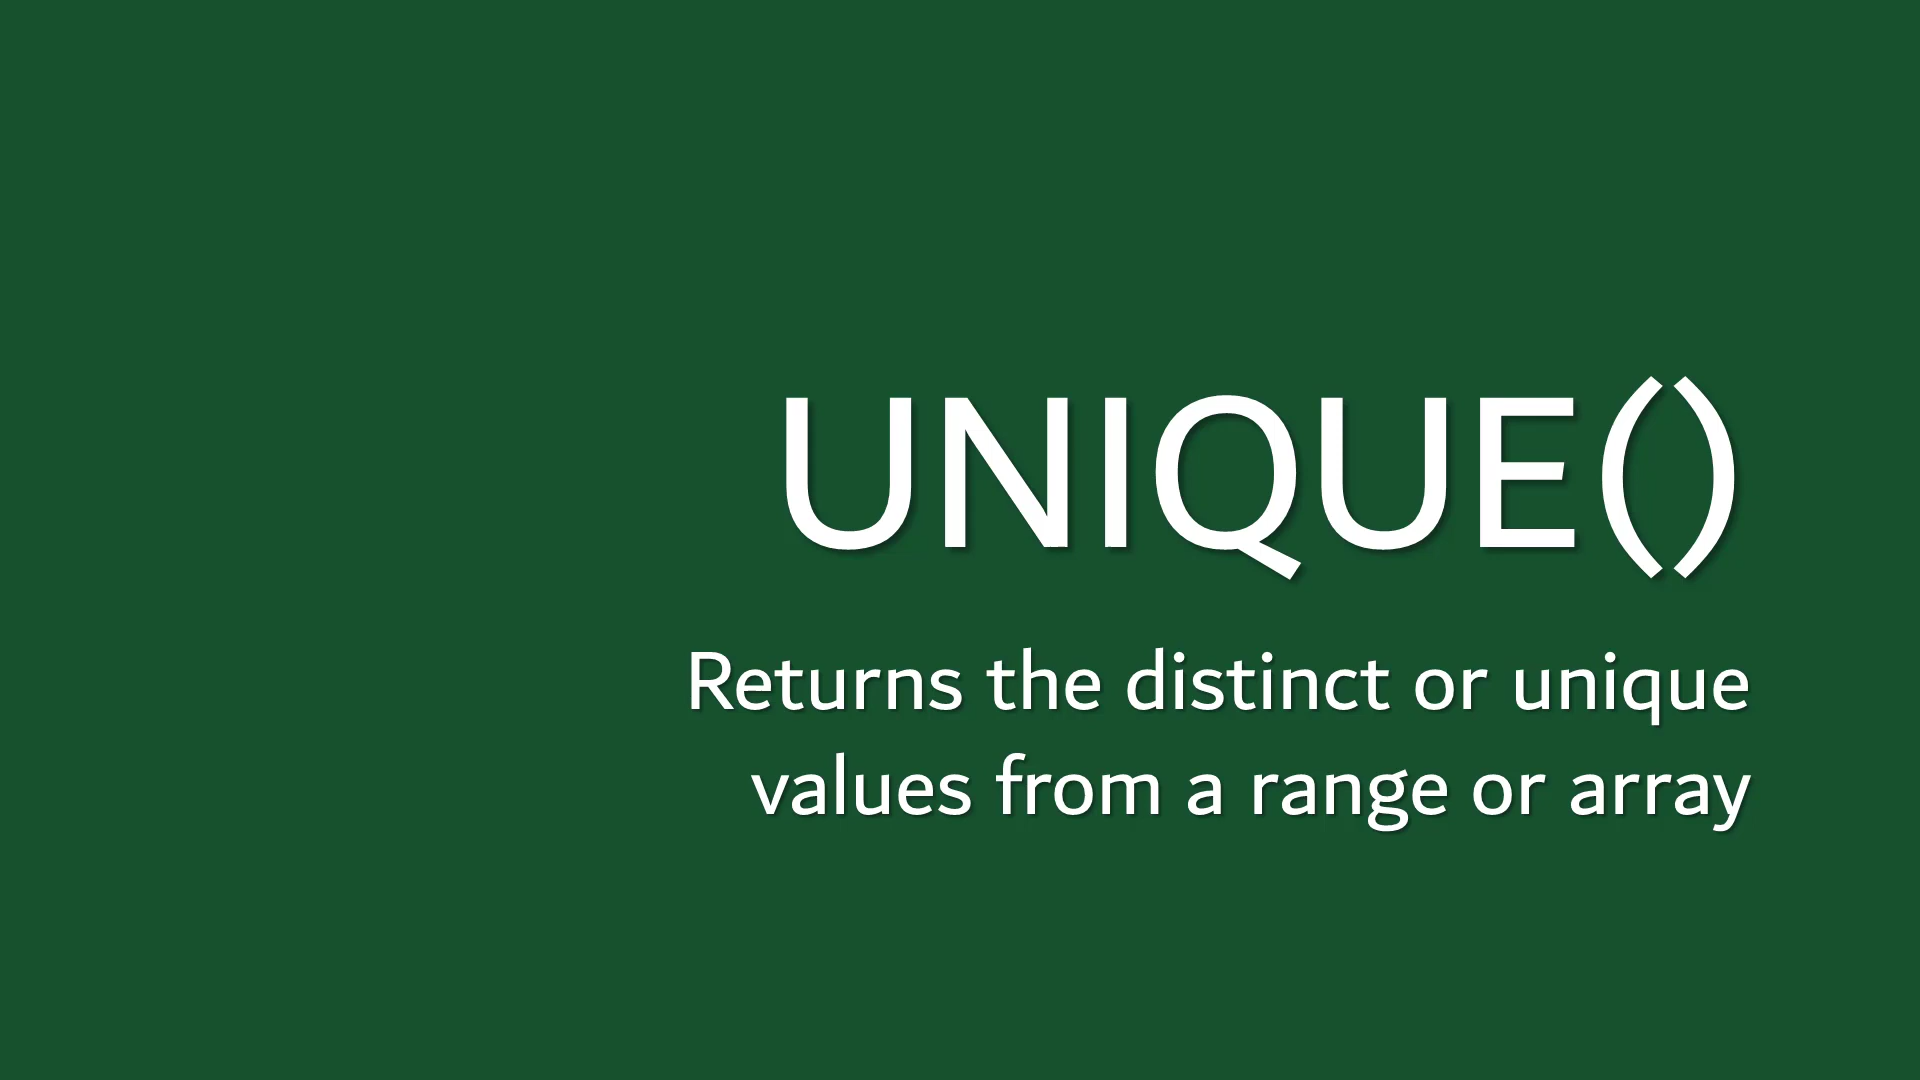 UNIQUE()
Returns the distinct or unique
values from a range or array